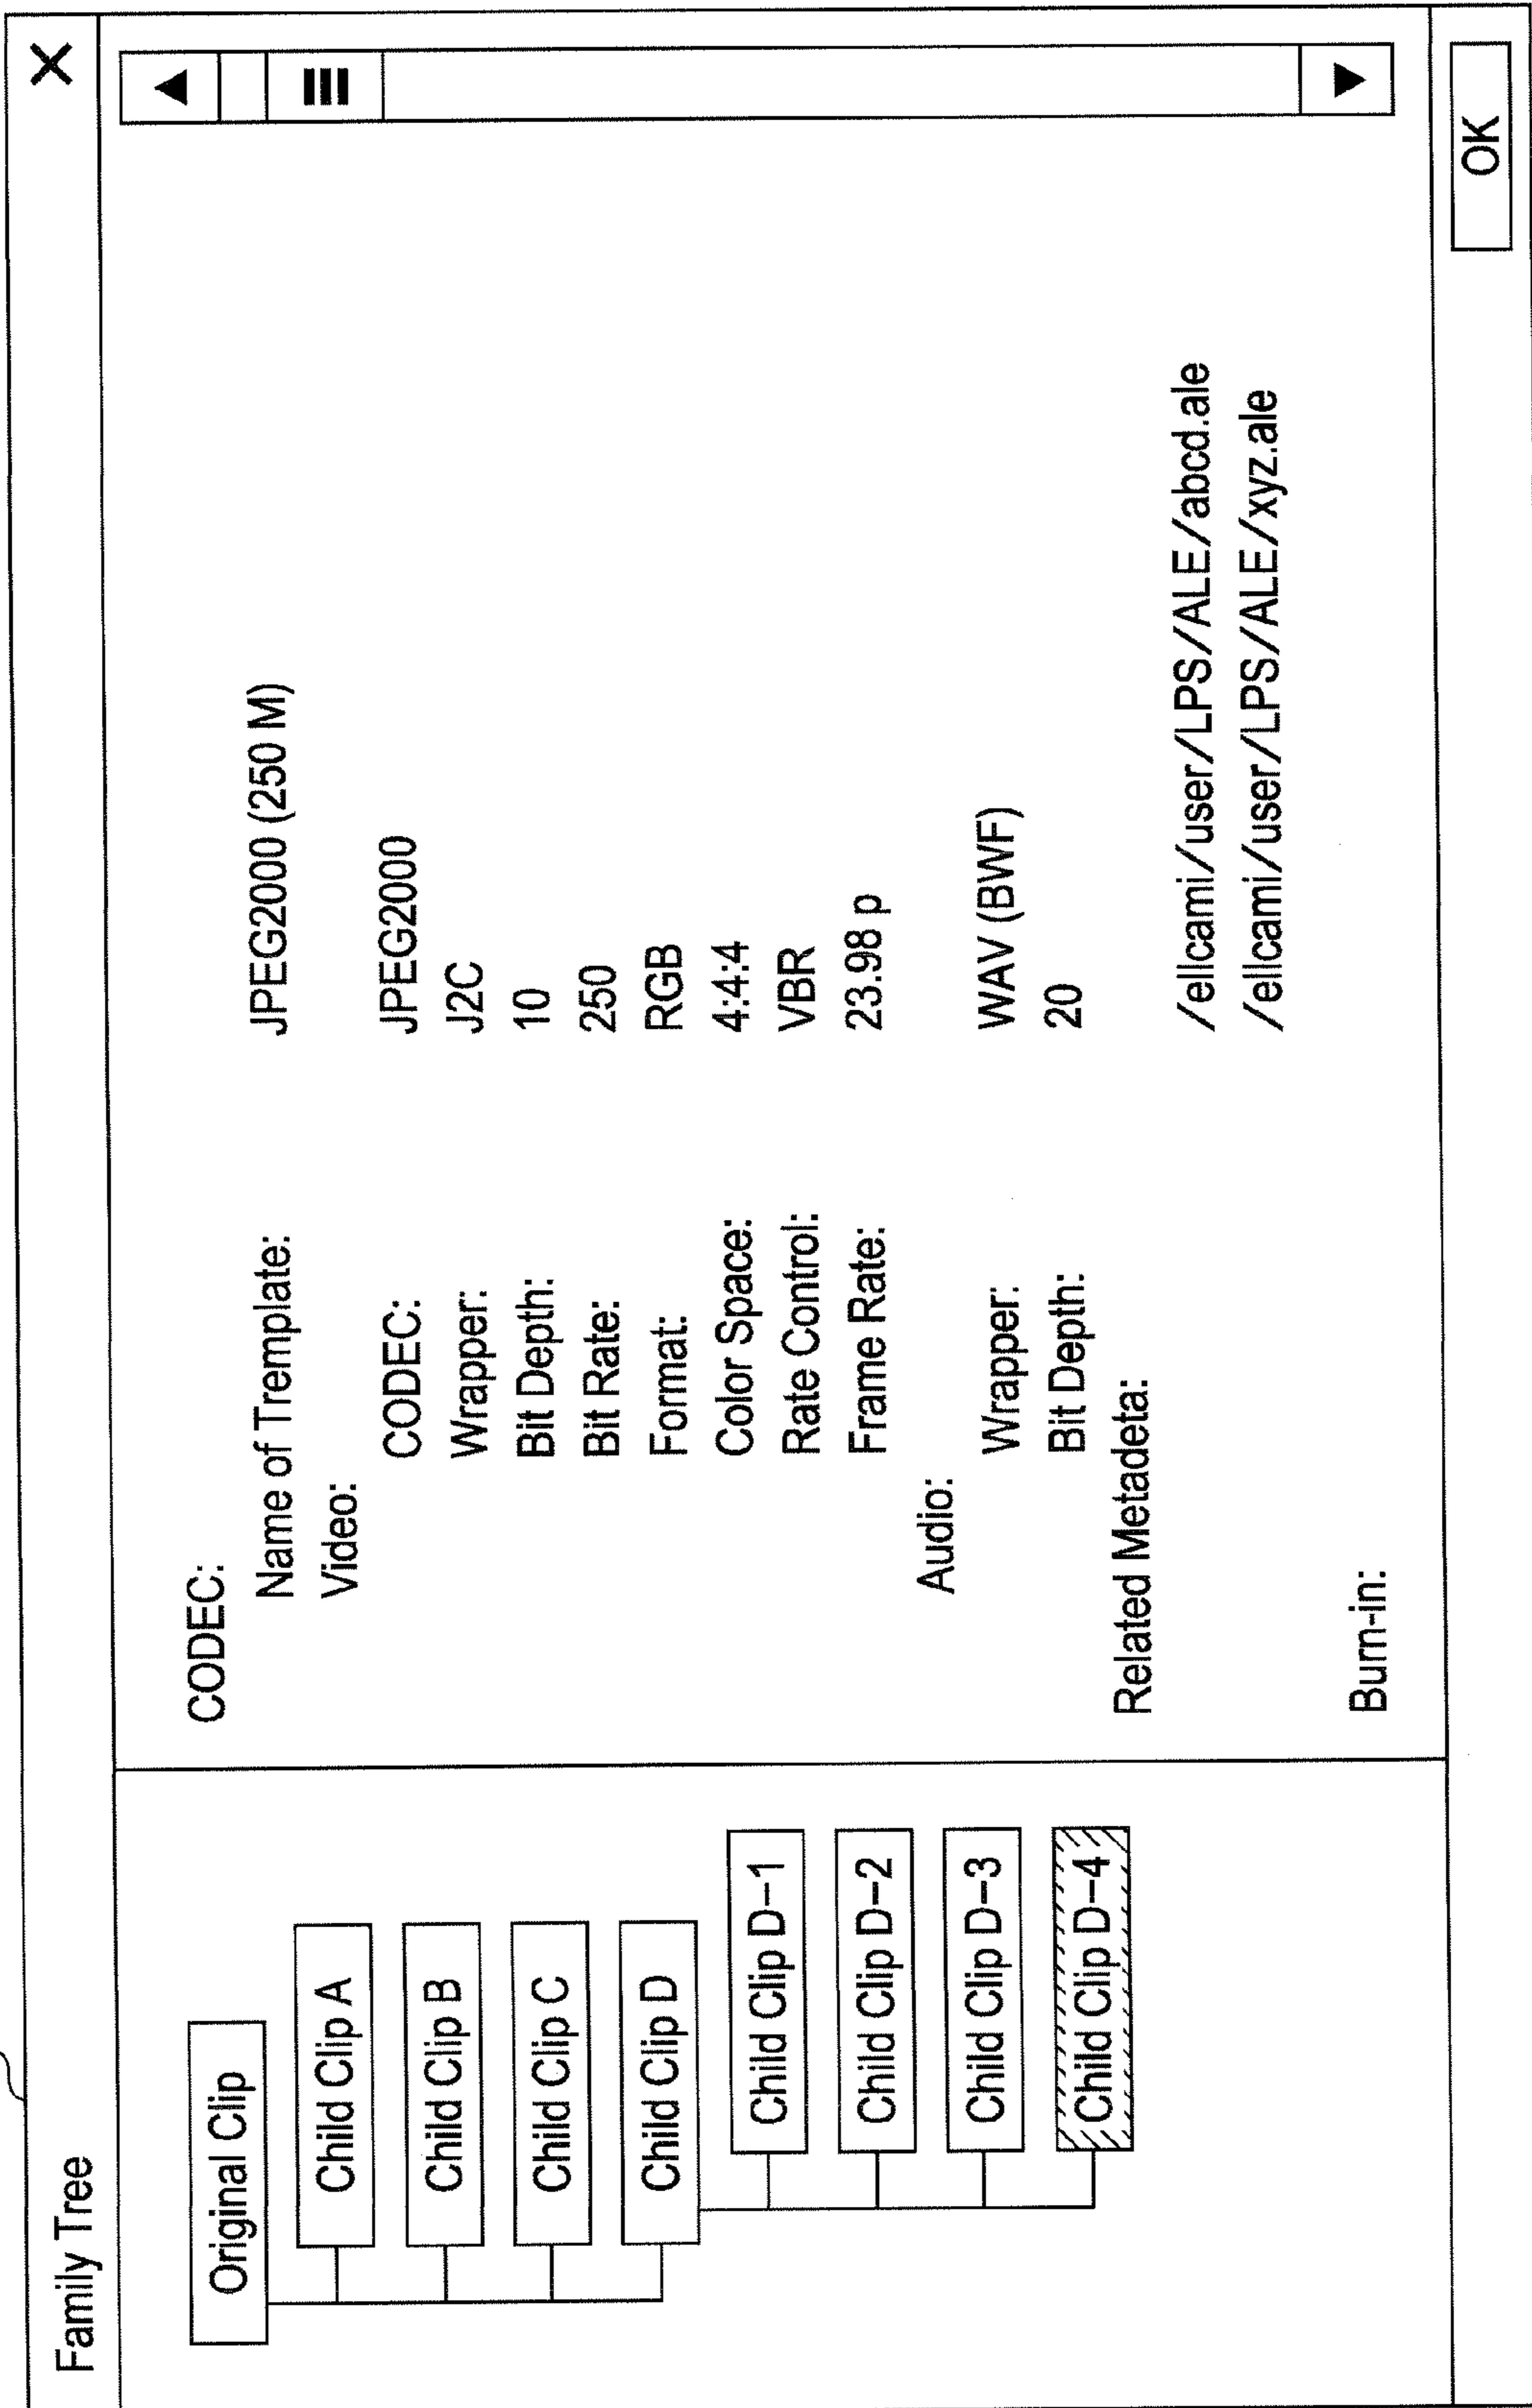 Family Tree
X
Original Clip
Child Clip A
Child Clip B
Child Clip C
Child Clip D
Child Clip D–1
Child Clip D–2
Child Clip D–3
Child Clip D–4
CODEC:
Name of Tremplate: JPEG2000 (250 M)
Video:
CODEC: JPEG2000
Wrapper: J2C
Bit Depth: 10
Bit Rate: 250
Format: RGB
Color Space: 4:4:4
Rate Control: VBR
Frame Rate: 23.98 p
Audio:
Wrapper: WAV (BWF)
Bit Depth: 20
Related Metadeta:
/ellcami/user/LPS/ALE/abcd.ale
/ellcami/user/LPS/ALE/xyz.ale
Burn-in:
OK